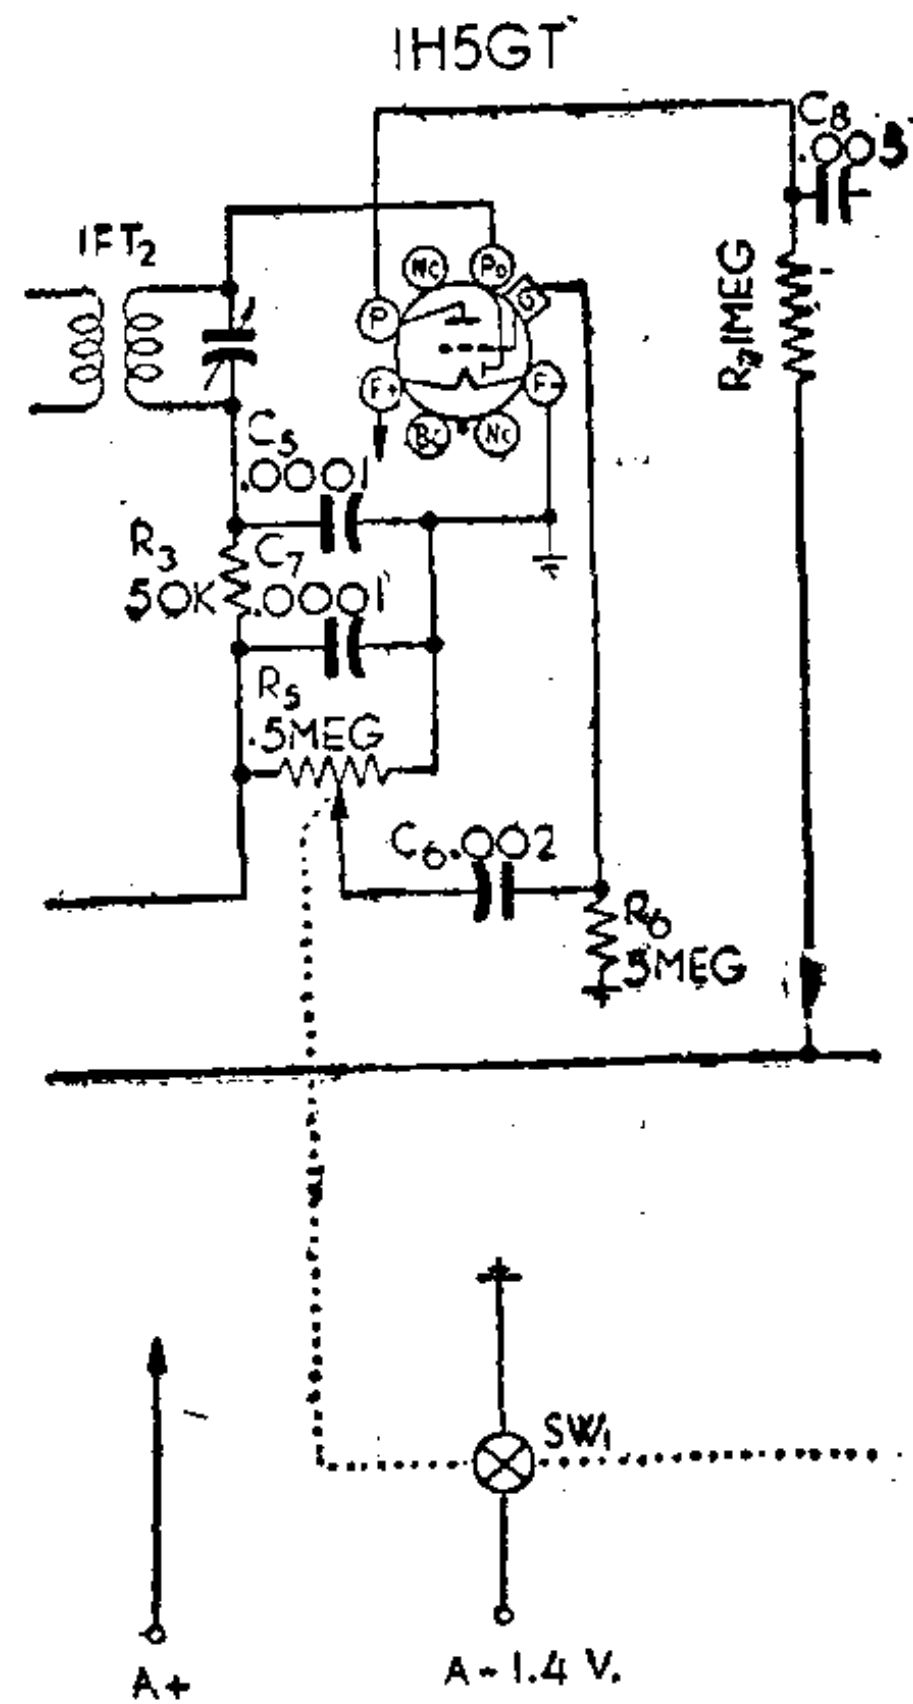 1H5GT
C8
.005
IFT2
Nc
PD
G
P
R7 1MEG
F+
F-
Bc
Nc
C5
.0001
R3
50K
C7
.0001
R5
.5MEG
C6 .002
R6
5MEG
SW1
A+
A-1.4 V.